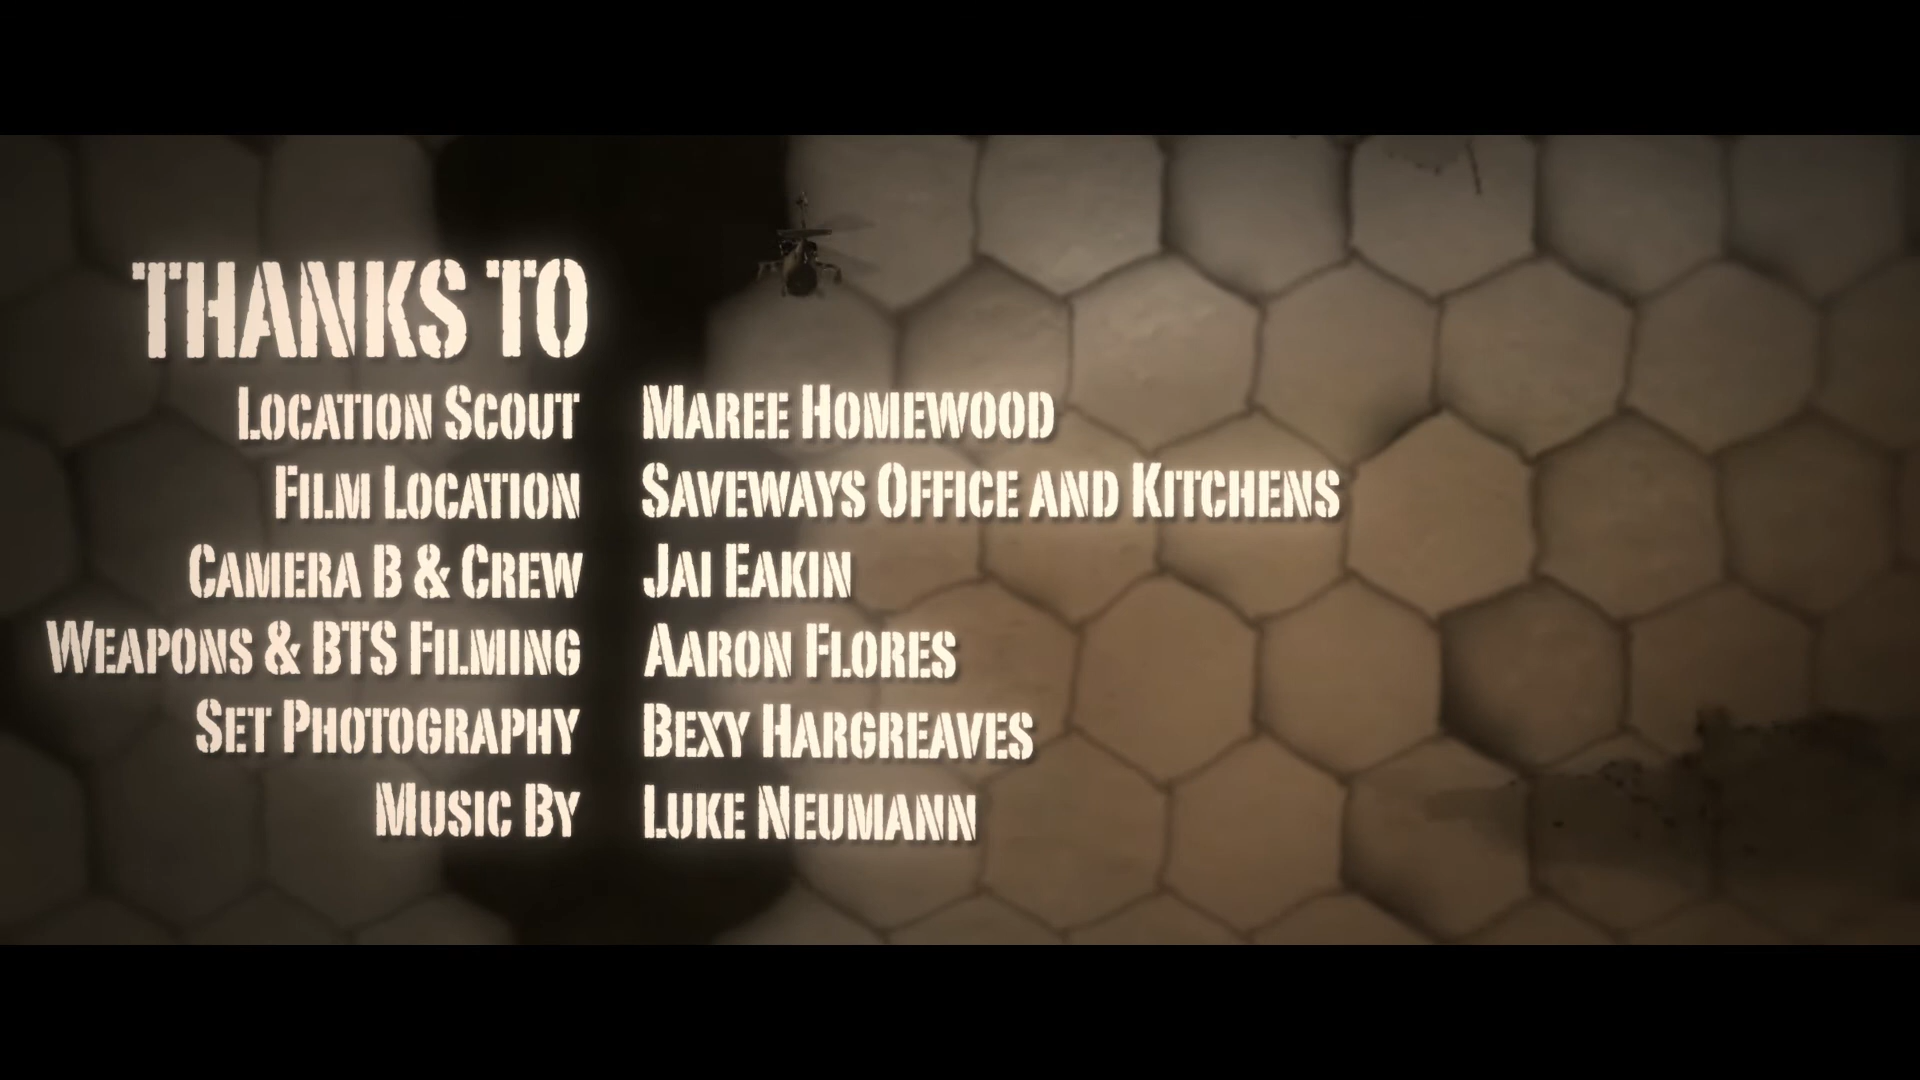 THANKS TO
LOCATION SCOUT MAREE HOMEWOOD
FILM LOCATION SAVEWAYS OFFICE AND KITCHENS
CAMERA B & CREW JAI EAKIN
WEAPONS & BTS FILMING AARON FLORES
SET PHOTOGRAPHY BEXY HARGREAVES
MUSIC BY LUKE NEUMANN